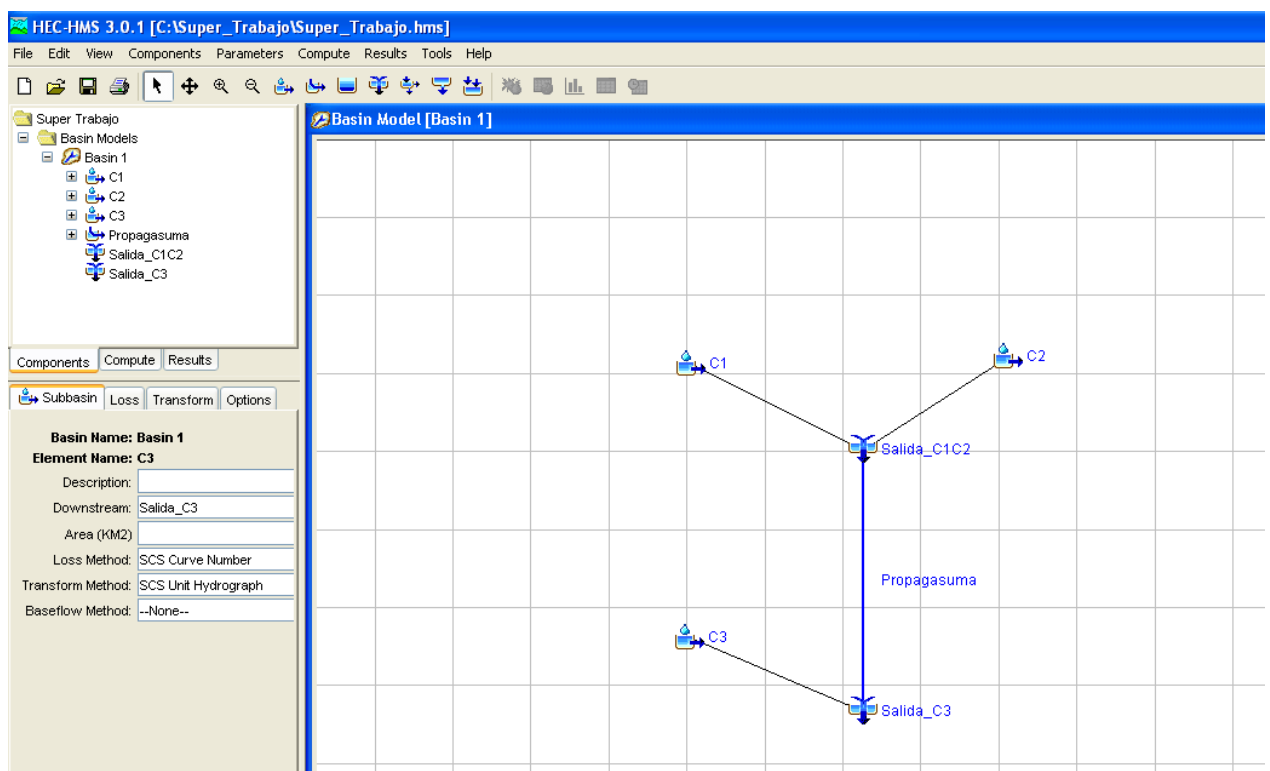 HEC-HMS 3.0.1 [C:\Super_Trabajo\Super_Trabajo.hms]
File Edit View Components Parameters Compute Results Tools Help
Super Trabajo
Basin Models
Basin 1
C1
C2
C3
Propagasuma
Salida_C1C2
Salida_C3
Components Compute Results
Subbasin Loss Transform Options
Basin Name: Basin 1
Element Name: C3
Description:
Downstream: Salida_C3
Area (KM2)
Loss Method: SCS Curve Number
Transform Method: SCS Unit Hydrograph
Baseflow Method: --None--
Basin Model [Basin 1]
C1
C2
Salida_C1C2
Propagasuma
C3
Salida_C3